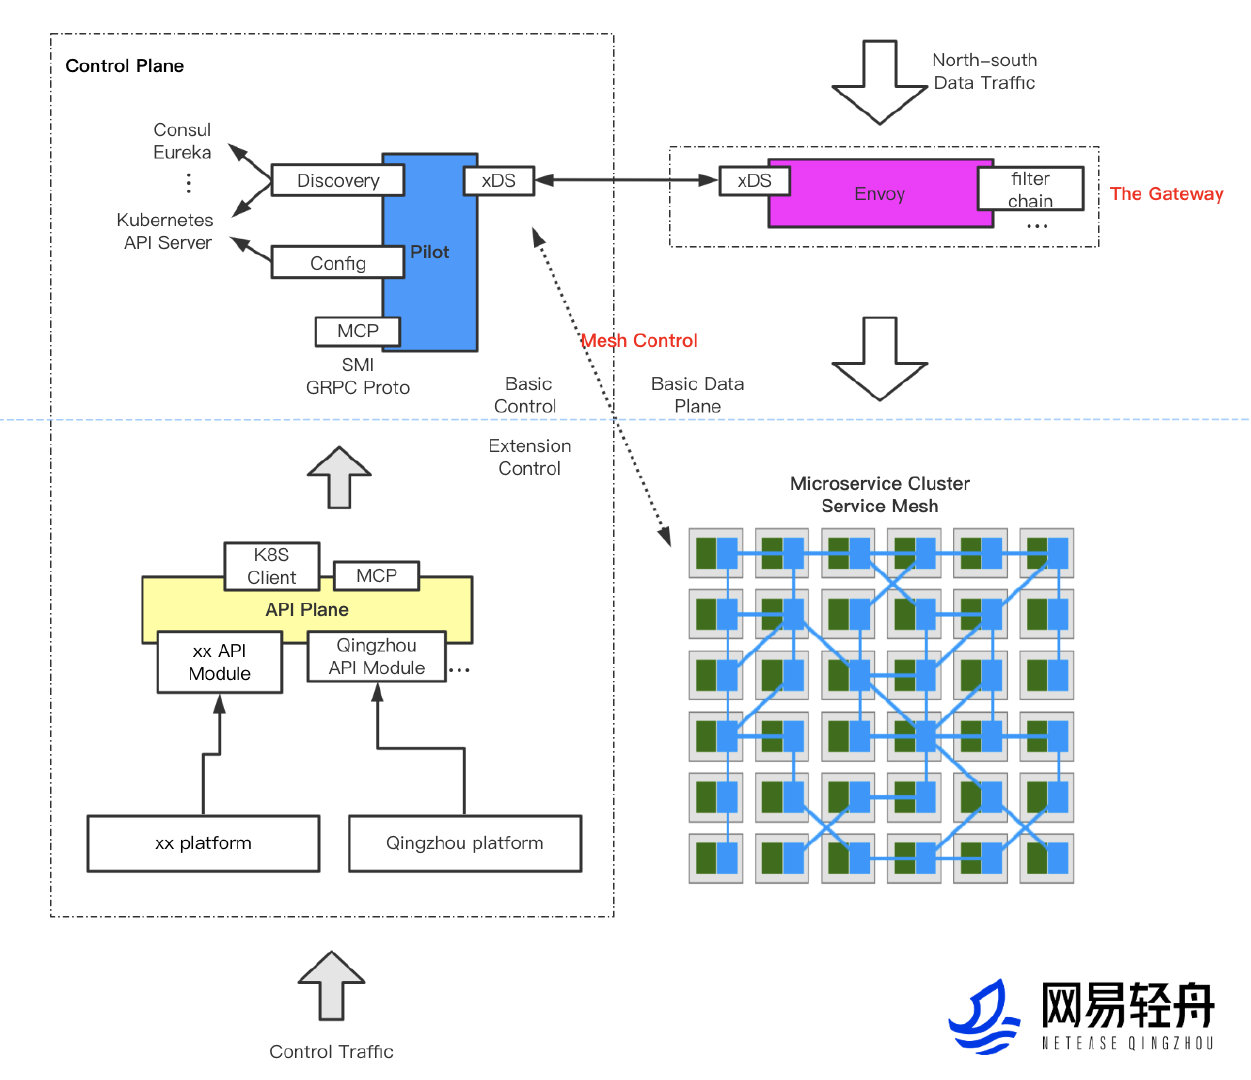 Control Plane
North-south
Data Traffic
Consul
Eureka
Discovery
xDS
xDS
Envoy
filter
chain
...
The Gateway
Kubernetes
API Server
Config
Pilot
MCP
SMI
GRPC Proto
Mesh Control
Basic
Control
Basic Data
Plane
Extension
Control
Microservice Cluster
Service Mesh
K8S
Client
MCP
API Plane
xx API
Module
Qingzhou
API Module
...
xx platform
Qingzhou platform
Control Traffic
网易轻舟
NETEASE QINGZHOU